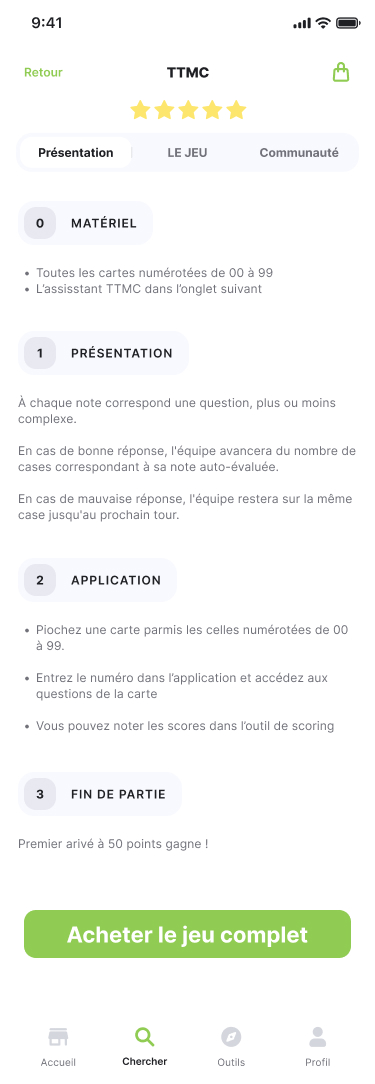 9:41
Retour
TTMC
Présentation
LE JEU
Communauté
0
MATÉRIEL
• Toutes les cartes numérotées de 00 à 99
• L’assisstant TTMC dans l’onglet suivant
1
PRÉSENTATION
À chaque note correspond une question, plus ou moins
complexe.
En cas de bonne réponse, l'équipe avancera du nombre de
cases correspondant à sa note auto-évaluée.
En cas de mauvaise réponse, l'équipe restera sur la même
case jusqu'au prochain tour.
2
APPLICATION
• Piochez une carte parmis les celles numérotées de 00
à 99.
• Entrez le numéro dans l’application et accédez aux
questions de la carte
• Vous pouvez noter les scores dans l’outil de scoring
3
FIN DE PARTIE
Premier arivé à 50 points gagne !
Acheter le jeu complet
Accueil
Chercher
Outils
Profil